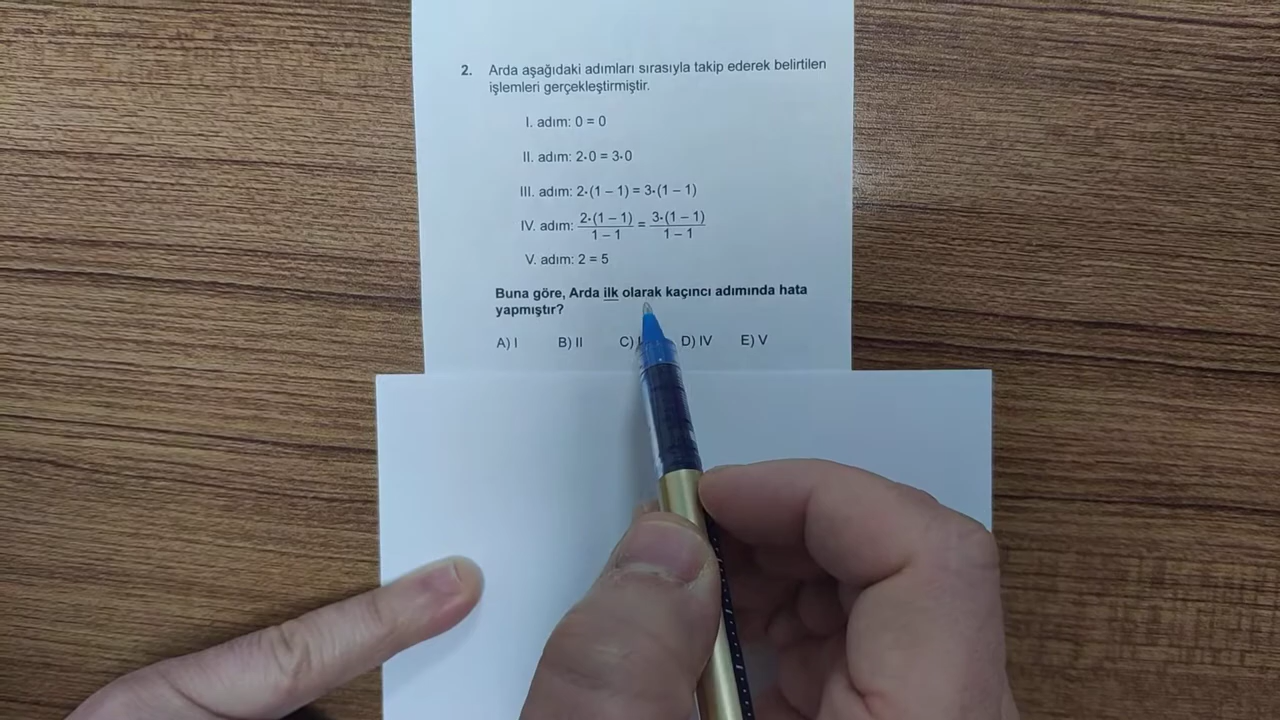 2. Arda aşağıdaki adımları sırasıyla takip ederek belirtilen
işlemleri gerçekleştirmiştir.
I. adım: 0 = 0
II. adım: 2·0 = 3·0
III. adım: 2·(1 – 1) = 3·(1 – 1)
IV. adım: 2·(1 – 1)/1 – 1 = 3·(1 – 1)/1 – 1
V. adım: 2 = 5
Buna göre, Arda ilk olarak kaçıncı adımında hata
yapmıştır?
A) I B) II C) D) IV E) V